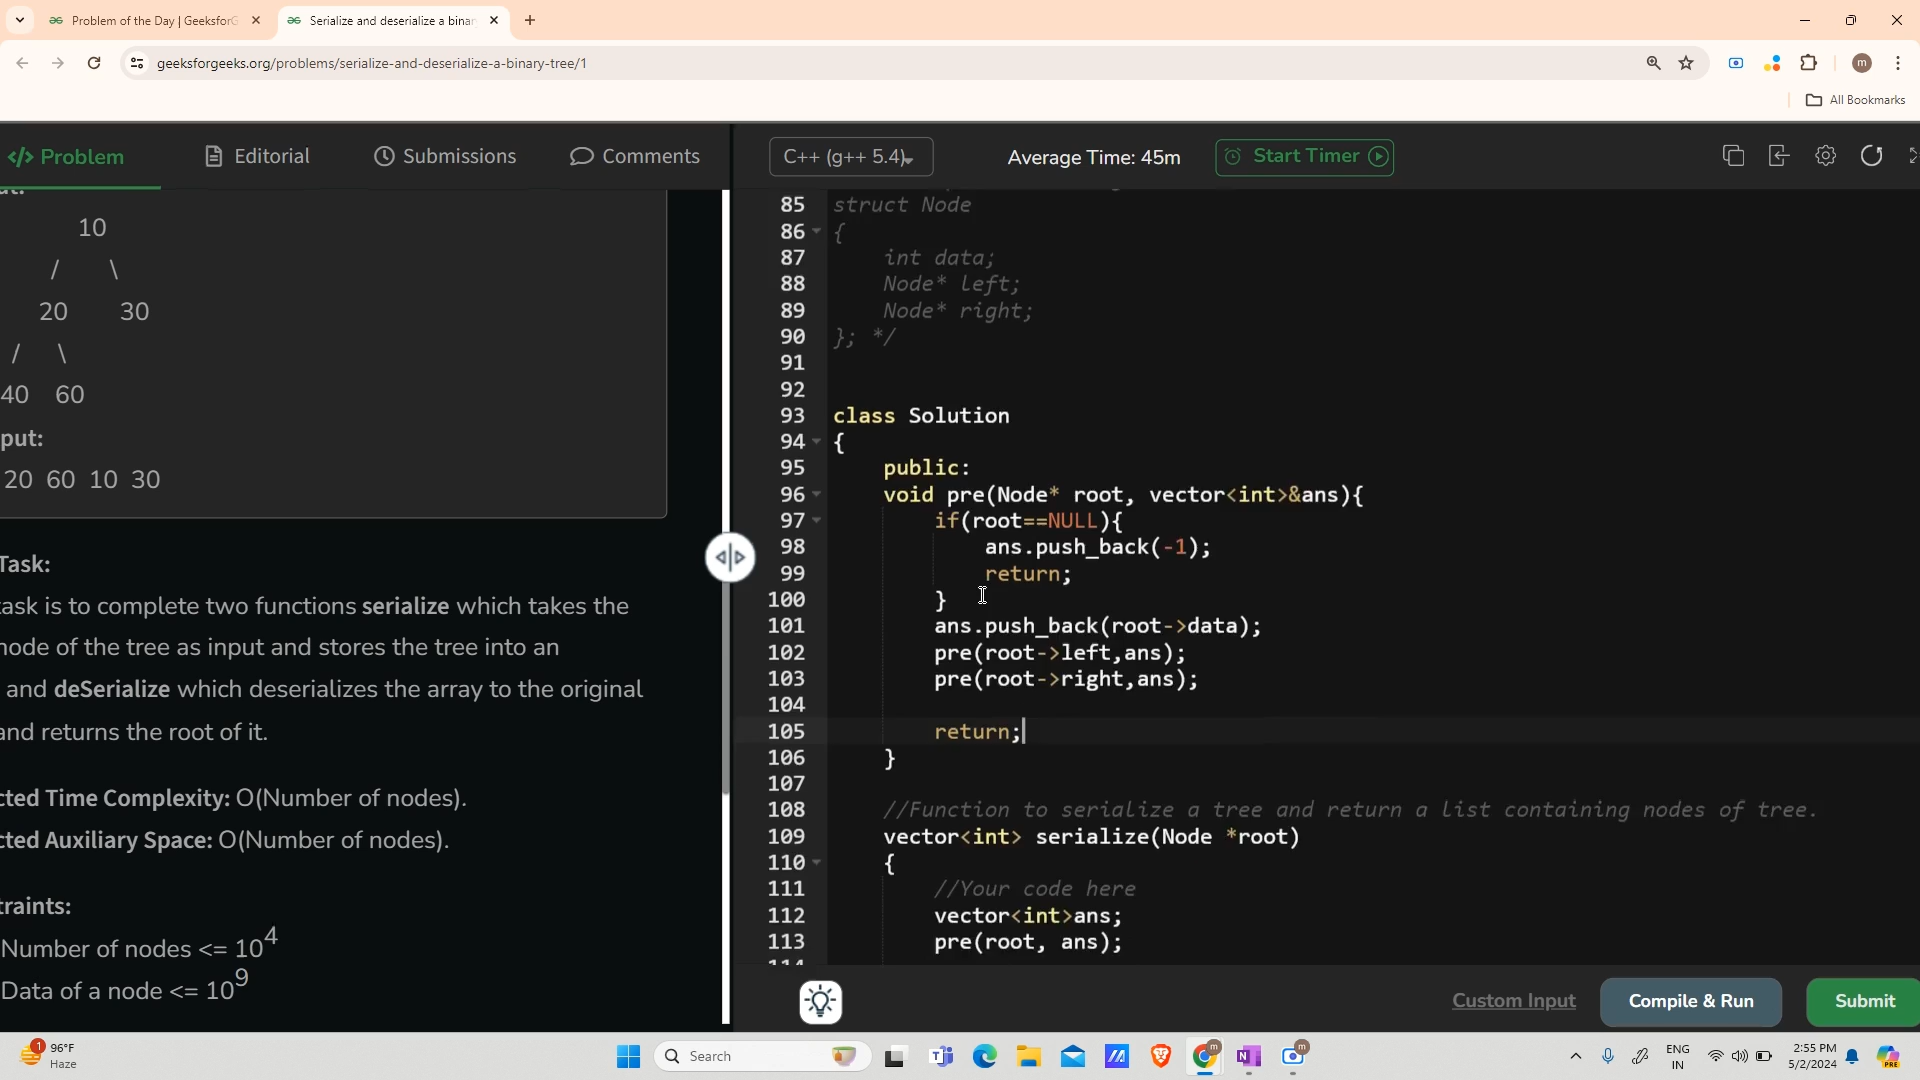 Problem of the Day | GeeksforG
Serialize and deserialize a binar
geeksforgeeks.org/problems/serialize-and-deserialize-a-binary-tree/1
m
All Bookmarks
</> Problem
Editorial
Submissions
Comments
10
/ \
20 30
/ \
40 60
put:
20 60 10 30
Task:
task is to complete two functions serialize which takes the
node of the tree as input and stores the tree into an
and deSerialize which deserializes the array to the original
and returns the root of it.
cted Time Complexity: O(Number of nodes).
cted Auxiliary Space: O(Number of nodes).
traints:
Number of nodes <= 10^4
Data of a node <= 10^9
C++ (g++ 5.4)
Average Time: 45m
Start Timer
85 struct Node
86 {
87 int data;
88 Node* left;
89 Node* right;
90 }; */
91
92
93 class Solution
94 {
95 public:
96 void pre(Node* root, vector<int>&ans){
97 if(root==NULL){
98 ans.push_back(-1);
99 return;
100 }
101 ans.push_back(root->data);
102 pre(root->left,ans);
103 pre(root->right,ans);
104
105 return;
106 }
107
108 //Function to serialize a tree and return a list containing nodes of tree.
109 vector<int> serialize(Node *root)
110 {
111 //Your code here
112 vector<int>ans;
113 pre(root, ans);
114
Custom Input
Compile & Run
Submit
1
96°F
Haze
Search
m
m
ENG
IN
2:55 PM
5/2/2024
PRE